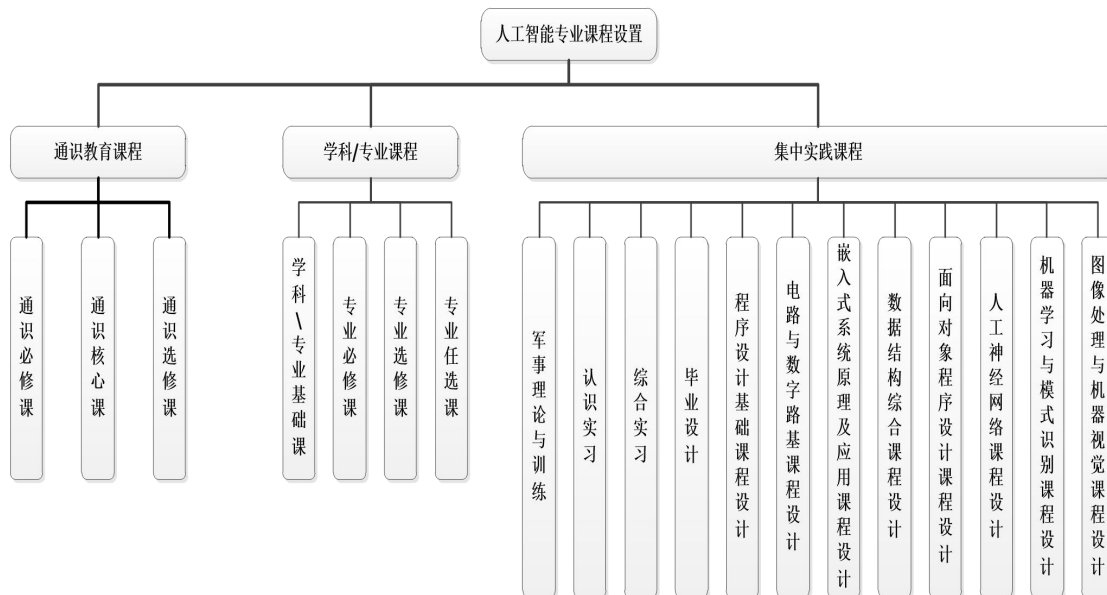 人工智能专业课程设置
通识教育课程
学科/专业课程
集中实践课程
通识必修课
通识核心课
通识选修课
学科\专业基础课
专业必修课
专业选修课
专业任选课
军事理论与训练
认识实习
综合实习
毕业设计
程序设计基础课程设计
电路与数字路基课程设计
嵌入式系统原理及应用课程设计
数据结构综合课程设计
面向对象程序设计课程设计
人工神经网络课程设计
机器学习与模式识别课程设计
图像处理与机器视觉课程设计